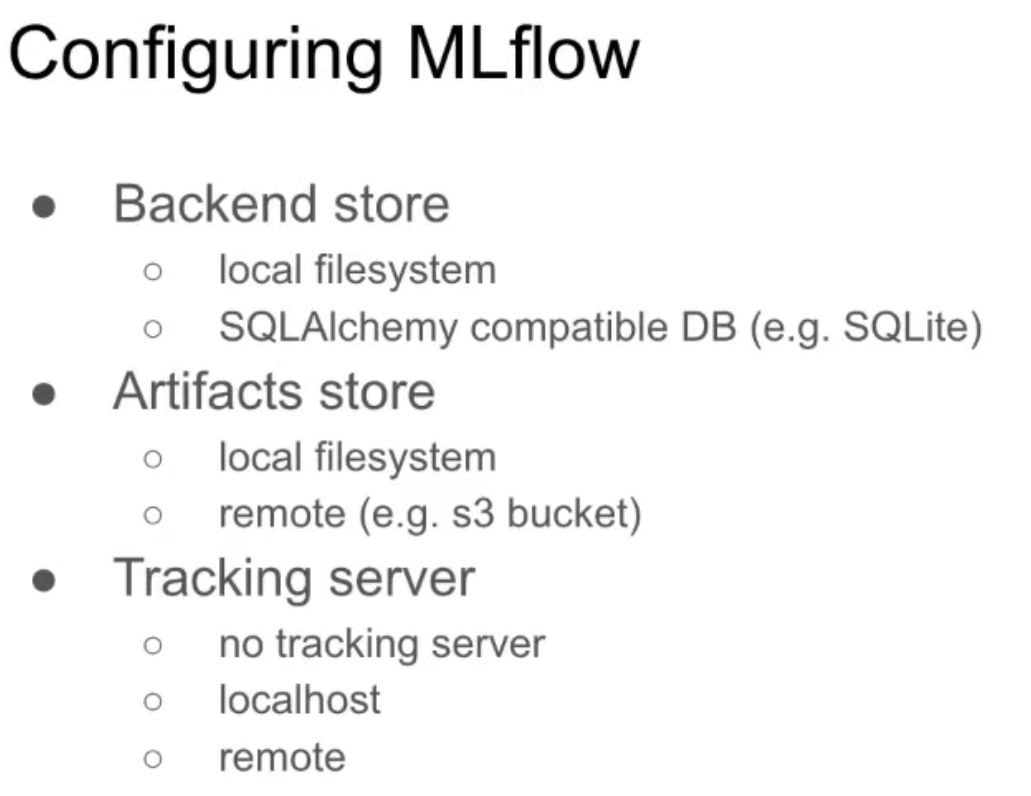 Configuring MLflow
● Backend store
○ local filesystem
○ SQLAlchemy compatible DB (e.g. SQLite)
● Artifacts store
○ local filesystem
○ remote (e.g. s3 bucket)
● Tracking server
○ no tracking server
○ localhost
○ remote